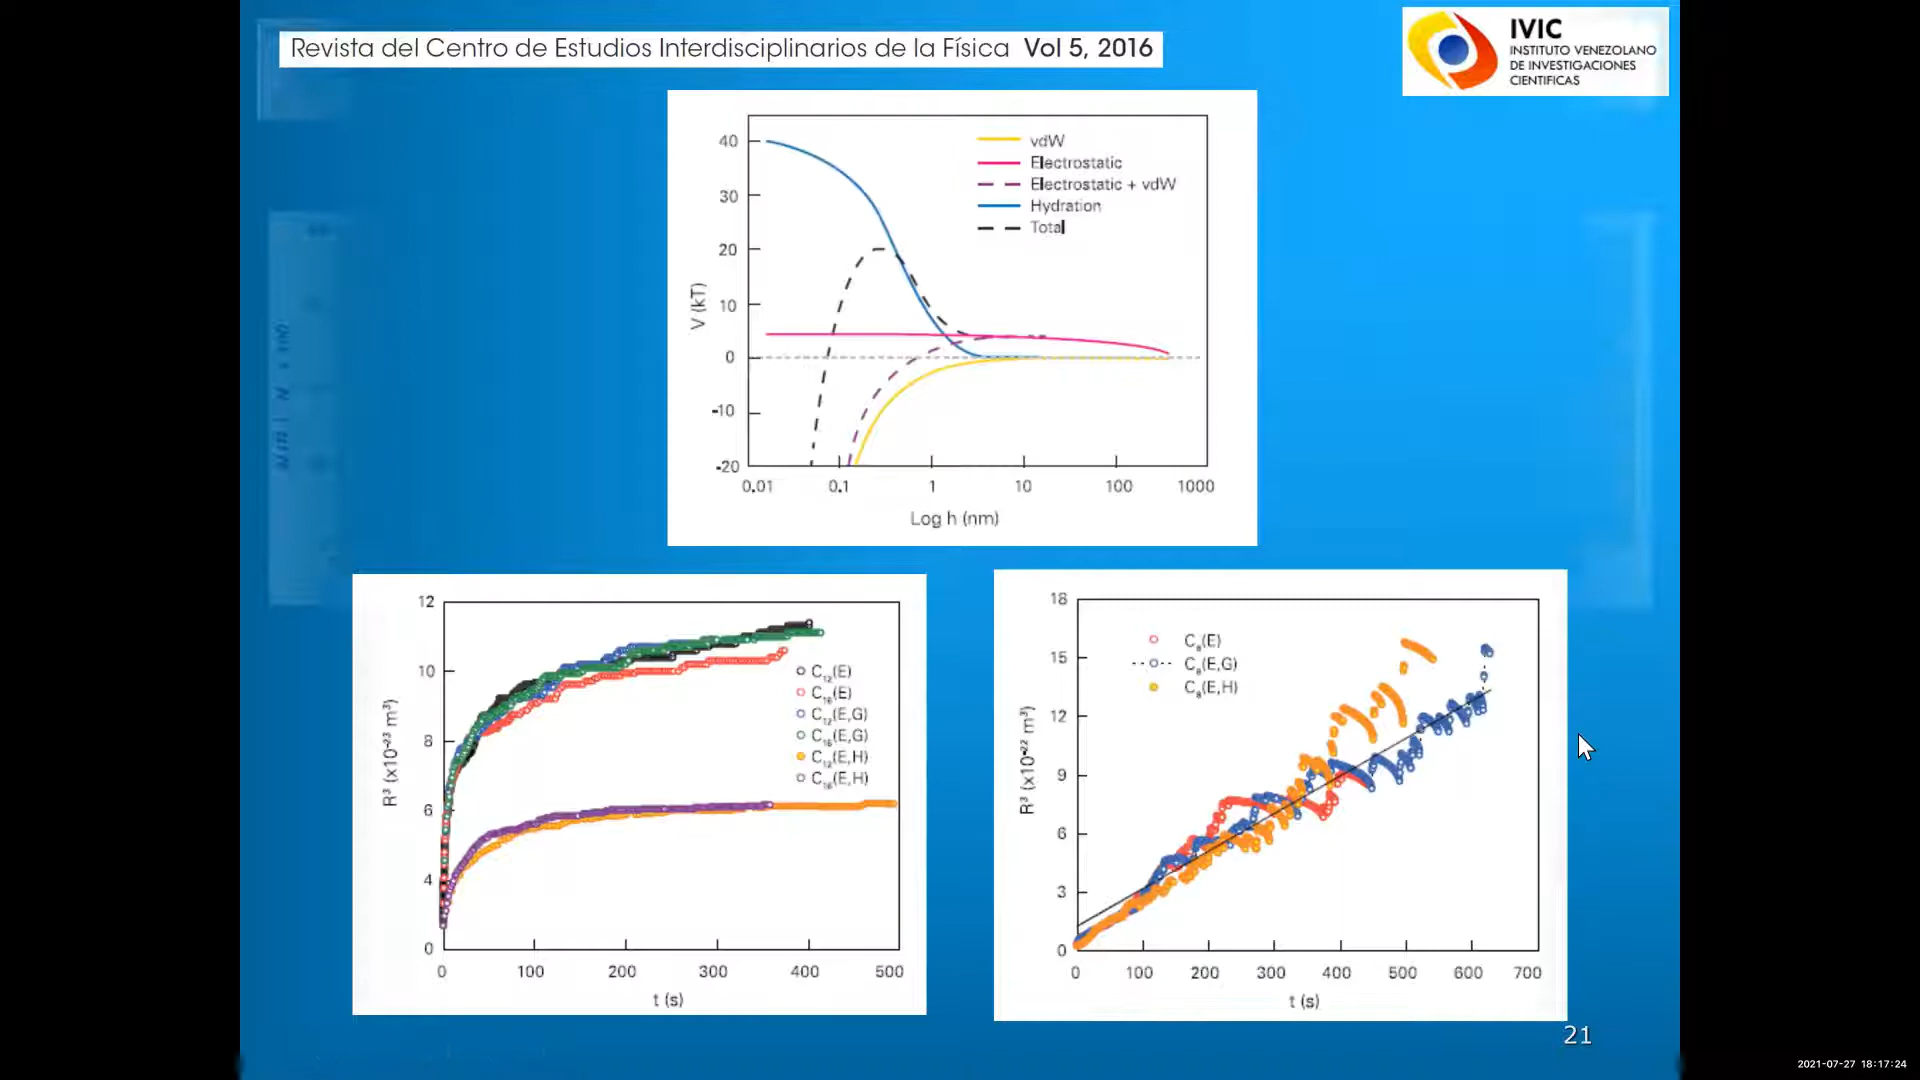 Revista del Centro de Estudios Interdisciplinarios de la Física Vol 5, 2016
IVIC
INSTITUTO VENEZOLANO
DE INVESTIGACIONES
CIENTIFICAS
40
30
20
10
0
-10
-20
V (kT)
vdW
Electrostatic
Electrostatic + vdW
Hydration
Total
0.01 0.1 1 10 100 1000
Log h (nm)
12
10
8
6
4
0
R³ (x10⁻²³ m³)
C₁₂(E)
C₁₆(E)
C₁₂(E,G)
C₁₆(E,G)
C₁₂(E,H)
C₁₆(E,H)
0 100 200 300 400 500
t (s)
18
15
12
9
6
3
0
R³ (x10⁻²² m³)
C₈(E)
C₈(E,G)
C₈(E,H)
0 100 200 300 400 500 600 700
t (s)
21
2021-07-27 18:17:24